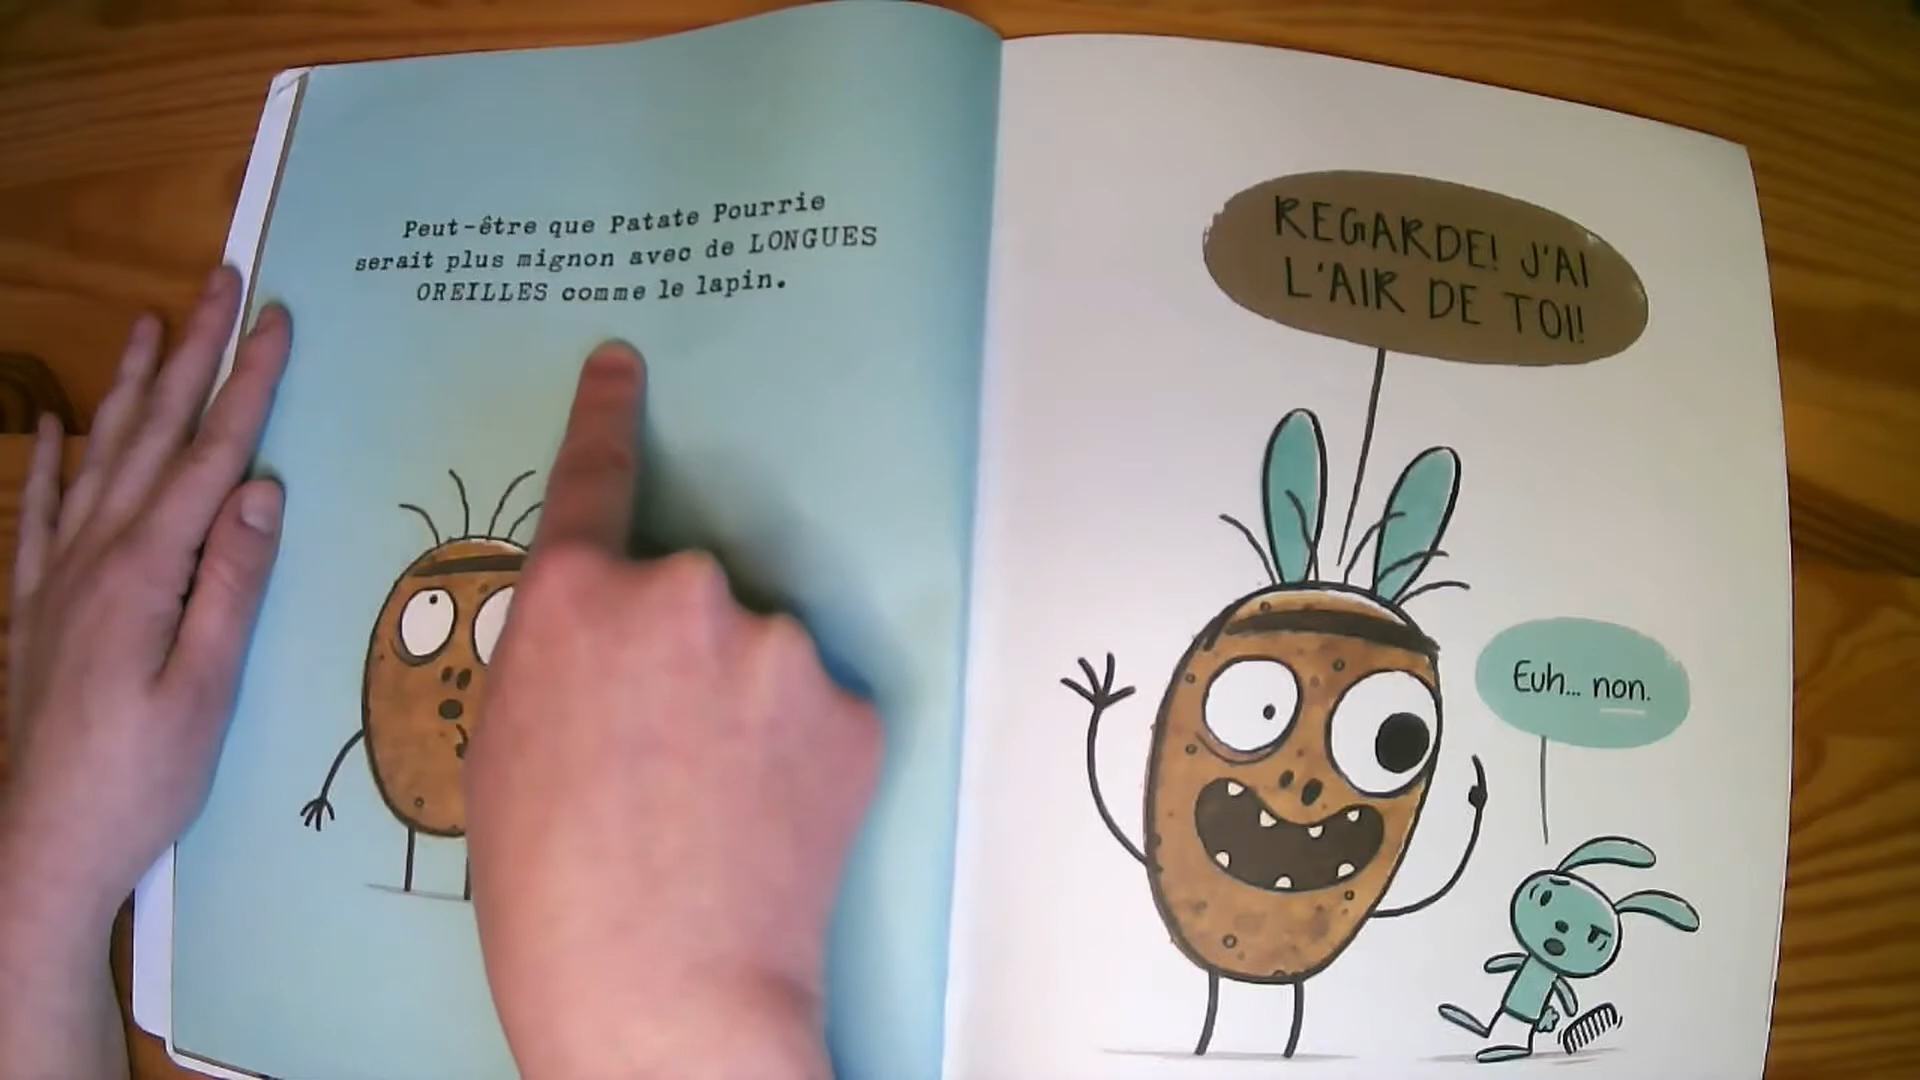 Peut-être que Patate Pourrie
serait plus mignon avec de LONGUES
OREILLES comme le lapin.
REGARDE! J'AI
L'AIR DE TOI!
Euh... non.